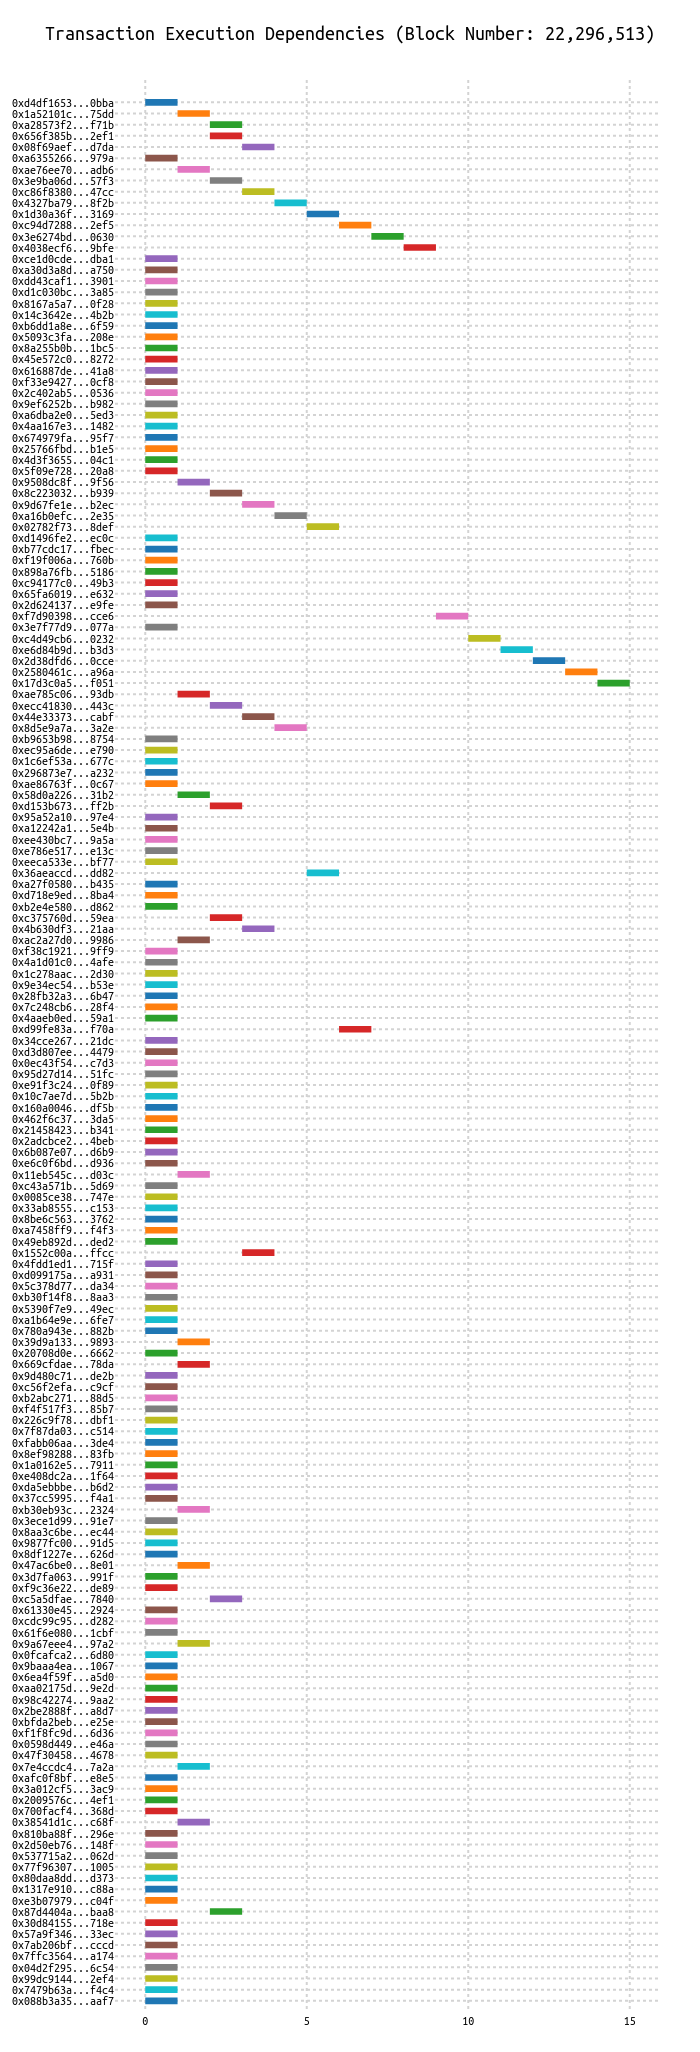 Transaction Execution Dependencies (Block Number: 22,296,513)
0xd4df1653...0bba
0x1a52101c...75dd
0xa28573f2...f71b
0x656f385b...2ef1
0x08f69aef...d7da
0xa6355266...979a
0xae76ee70...adb6
0x3e9ba06d...57f3
0xc86f8380...47cc
0x4327ba79...8f2b
0x1d30a36f...3169
0xc94d7288...2ef5
0x3e6274bd...0630
0x4038ecf6...9bfe
0xce1d0cde...dba1
0xa30d3a8d...a750
0xdd43caf1...3901
0xd1c030bc...3a85
0x8167a5a7...0f28
0x14c3642e...4b2b
0xb6dd1a8e...6f59
0x5093c3fa...208e
0x8a255b0b...1bc5
0x45e572c0...8272
0x616887de...41a8
0xf33e9427...0cf8
0x2c402ab5...0536
0x9ef6252b...b982
0xa6dba2e0...5ed3
0x4aa167e3...1482
0x674979fa...95f7
0x25766fbd...b1e5
0x4d3f3655...04c1
0x5f09e728...20a8
0x9508dc8f...9f56
0x8c223032...b939
0x9d67fe1e...b2ec
0xa16b0efc...2e35
0x02782f73...8def
0xd1496fe2...ec0c
0xb77cdc17...fbec
0xf19f006a...760b
0x898a76fb...5186
0xc94177c0...49b3
0x65fa6019...e632
0x2d624137...e9fe
0xf7d90398...cce6
0x3e7f77d9...077a
0xc4d49cb6...0232
0xe6d84b9d...b3d3
0x2d38dfd6...0cce
0x2580461c...a96a
0x17d3c0a5...f051
0xae785c06...93db
0xecc41830...443c
0x44e33373...cabf
0x8d5e9a7a...3a2e
0xb9653b98...8754
0xec95a6de...e790
0x1c6ef53a...677c
0x296873e7...a232
0xae86763f...0c67
0x58d0a226...31b2
0xd153b673...ff2b
0x95a52a10...97e4
0xa12242a1...5e4b
0xee430bc7...9a5a
0xe786e517...e13c
0xeeca533e...bf77
0x36aeaccd...dd82
0xa27f0580...b435
0xd718e9ed...8ba4
0xb2e4e580...d862
0xc375760d...59ea
0x4b630df3...21aa
0xac2a27d0...9986
0xf38c1921...9ff9
0x4a1d01c0...4afe
0x1c278aac...2d30
0x9e34ec54...b53e
0x28fb32a3...6b47
0x7c248cb6...28f4
0x4aaeb0ed...59a1
0xd99fe83a...f70a
0x34cce267...21dc
0xd3d807ee...4479
0x0ec43f54...c7d3
0x95d27d14...51fc
0xe91f3c24...0f89
0x10c7ae7d...5b2b
0x160a0046...df5b
0x462f6c37...3da5
0x21458423...b341
0x2adcbce2...4beb
0x6b087e07...d6b9
0xe6c0f6bd...d936
0x11eb545c...d03c
0xc43a571b...5d69
0x0085ce38...747e
0x33ab8555...c153
0x8be6c563...3762
0xa7458ff9...f4f3
0x49eb892d...ded2
0x1552c00a...ffcc
0x4fdd1ed1...715f
0xd099175a...a931
0x5c378d77...da34
0xb30f14f8...8aa3
0x5390f7e9...49ec
0xa1b64e9e...6fe7
0x780a943e...882b
0x39d9a133...9893
0x20708d0e...6662
0x669cfdae...78da
0x9d480c71...de2b
0xc56f2efa...c9cf
0xb2abc271...88d5
0xf4f517f3...85b7
0x226c9f78...dbf1
0x7f87da03...c514
0xfabb06aa...3de4
0x8ef98288...83fb
0x1a0162e5...7911
0xe408dc2a...1f64
0xda5ebbbe...b6d2
0x37cc5995...f4a1
0xb30eb93c...2324
0x3ece1d99...91e7
0x8aa3c6be...ec44
0x9877fc00...91d5
0x8df1227e...626d
0x47ac6be0...8e01
0x3d7fa063...991f
0xf9c36e22...de89
0xc5a5dfae...7840
0x61330e45...2924
0xcdc99c95...d282
0x61f6e080...1cbf
0x9a67eee4...97a2
0x0fcafca2...6d80
0x9baaa4ea...1067
0x6ea4f59f...a5d0
0xaa02175d...9e2d
0x98c42274...9aa2
0x2be2888f...a8d7
0xbfda2beb...e25e
0xf1f8fc9d...6d36
0x0598d449...e46a
0x47f30458...4678
0x7e4ccdc4...7a2a
0xafc0f8bf...e8e5
0x3a012cf5...3ac9
0x2009576c...4ef1
0x700facf4...368d
0x38541d1c...c68f
0x810ba88f...296e
0x2d50eb76...148f
0x537715a2...062d
0x77f96307...1005
0x80daa8dd...d373
0x1317e910...c88a
0xe3b07979...c04f
0x87d4404a...baa8
0x30d84155...718e
0x57a9f346...33ec
0x7ab206bf...cccd
0x7ffc3564...a174
0x04d2f295...6c54
0x99dc9144...2ef4
0x7479b63a...f4c4
0x088b3a35...aaf7
0 5 10 15